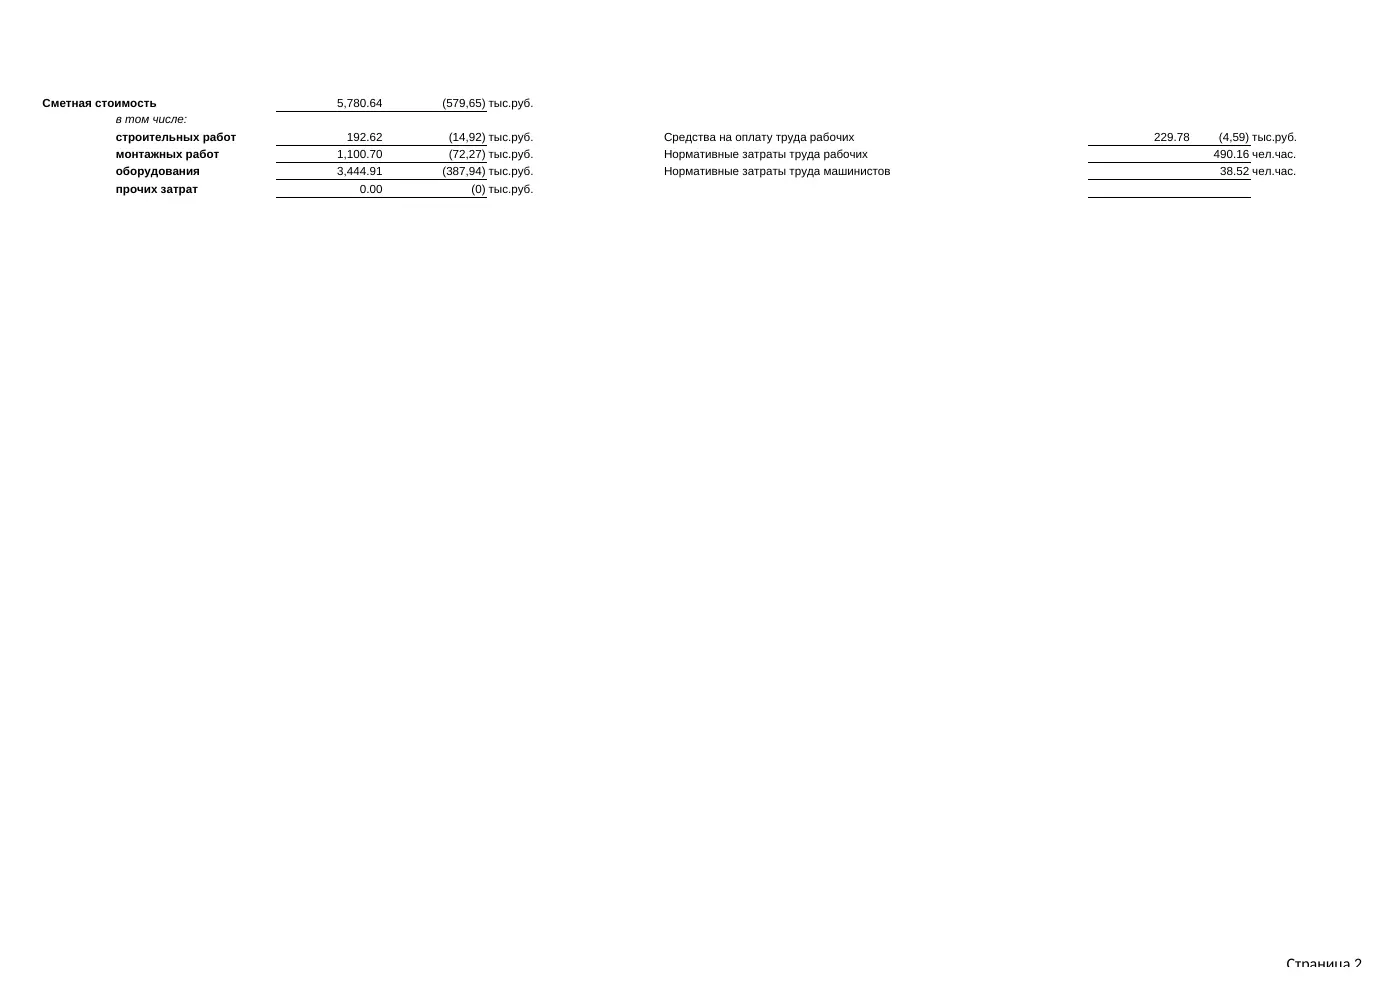 Сметная стоимость 5,780.64 (579,65) тыс.руб.
в том числе:
строительных работ 192.62 (14,92) тыс.руб. Средства на оплату труда рабочих 229.78 (4,59) тыс.руб.
монтажных работ 1,100.70 (72,27) тыс.руб. Нормативные затраты труда рабочих 490.16 чел.час.
оборудования 3,444.91 (387,94) тыс.руб. Нормативные затраты труда машинистов 38.52 чел.час.
прочих затрат 0.00 (0) тыс.руб.
Страница 2